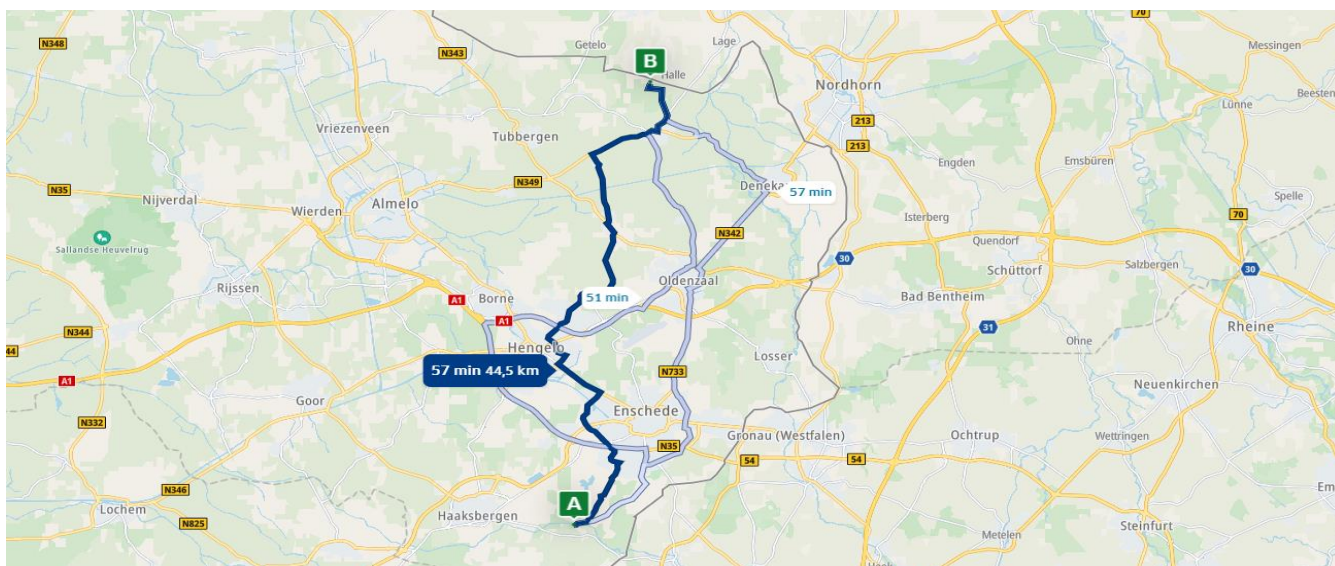 70
N348
Getelo
Lage
Messingen
N343
B
Halle
Nordhorn
Lünne
Vriezenveen
Tubbergen
213
213
Engden
Emsbüren
N35
N349
Nijverdal
Almelo
57 min
Spelle
Wierden
Isterberg
70
N342
Quendorf
Sallandse Heuvelrug
30
Salzbergen
Schüttorf
30
Oldenzaal
Rijssen
Borne
51 min
A1
Bad Bentheim
A1
31
Rheine
N344
Ohne
Hengelo
Losser
44
57 min 44,5 km
N733
A1
Neuenkirchen
Goor
Enschede
N332
Gronau (Westfalen)
Ochtrup
Wettringen
N35
54
54
N346
A
Lochem
Haaksbergen
N825
Steinfurt
Metelen